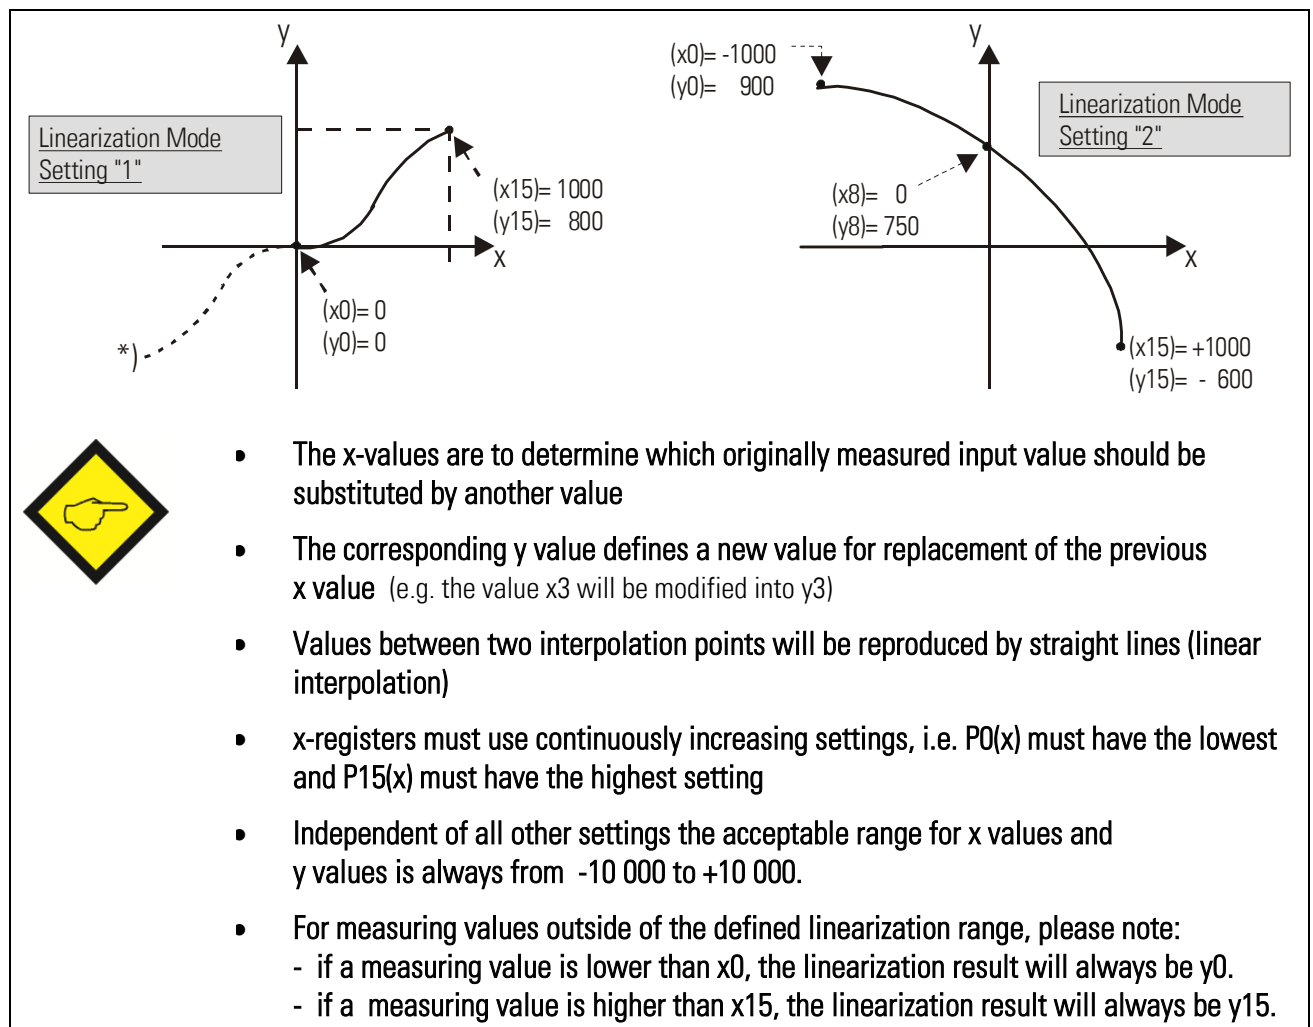 y
Linearization Mode
Setting "1"
(x15)= 1000
(y15)= 800
x
(x0)= 0
(y0)= 0
*)
(x0)= -1000
(y0)= 900
y
Linearization Mode
Setting "2"
(x8)= 0
(y8)= 750
x
(x15)= +1000
(y15)= - 600
• The x-values are to determine which originally measured input value should be
substituted by another value
• The corresponding y value defines a new value for replacement of the previous
x value (e.g. the value x3 will be modified into y3)
• Values between two interpolation points will be reproduced by straight lines (linear
interpolation)
• x-registers must use continuously increasing settings, i.e. P0(x) must have the lowest
and P15(x) must have the highest setting
• Independent of all other settings the acceptable range for x values and
y values is always from -10 000 to +10 000.
• For measuring values outside of the defined linearization range, please note:
- if a measuring value is lower than x0, the linearization result will always be y0.
- if a measuring value is higher than x15, the linearization result will always be y15.